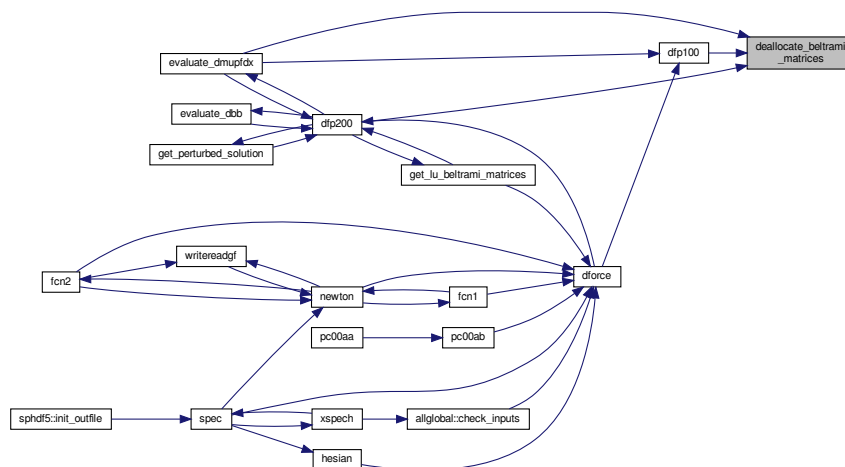 deallocate_beltrami
_matrices
dfp100
evaluate_dmupfdx
evaluate_dbb
dfp200
get_perturbed_solution
get_lu_beltrami_matrices
writereadgf
fcn2
dforce
newton
fcn1
pc00aa
pc00ab
sphdf5::init_outfile
spec
xspech
allglobal::check_inputs
hesian